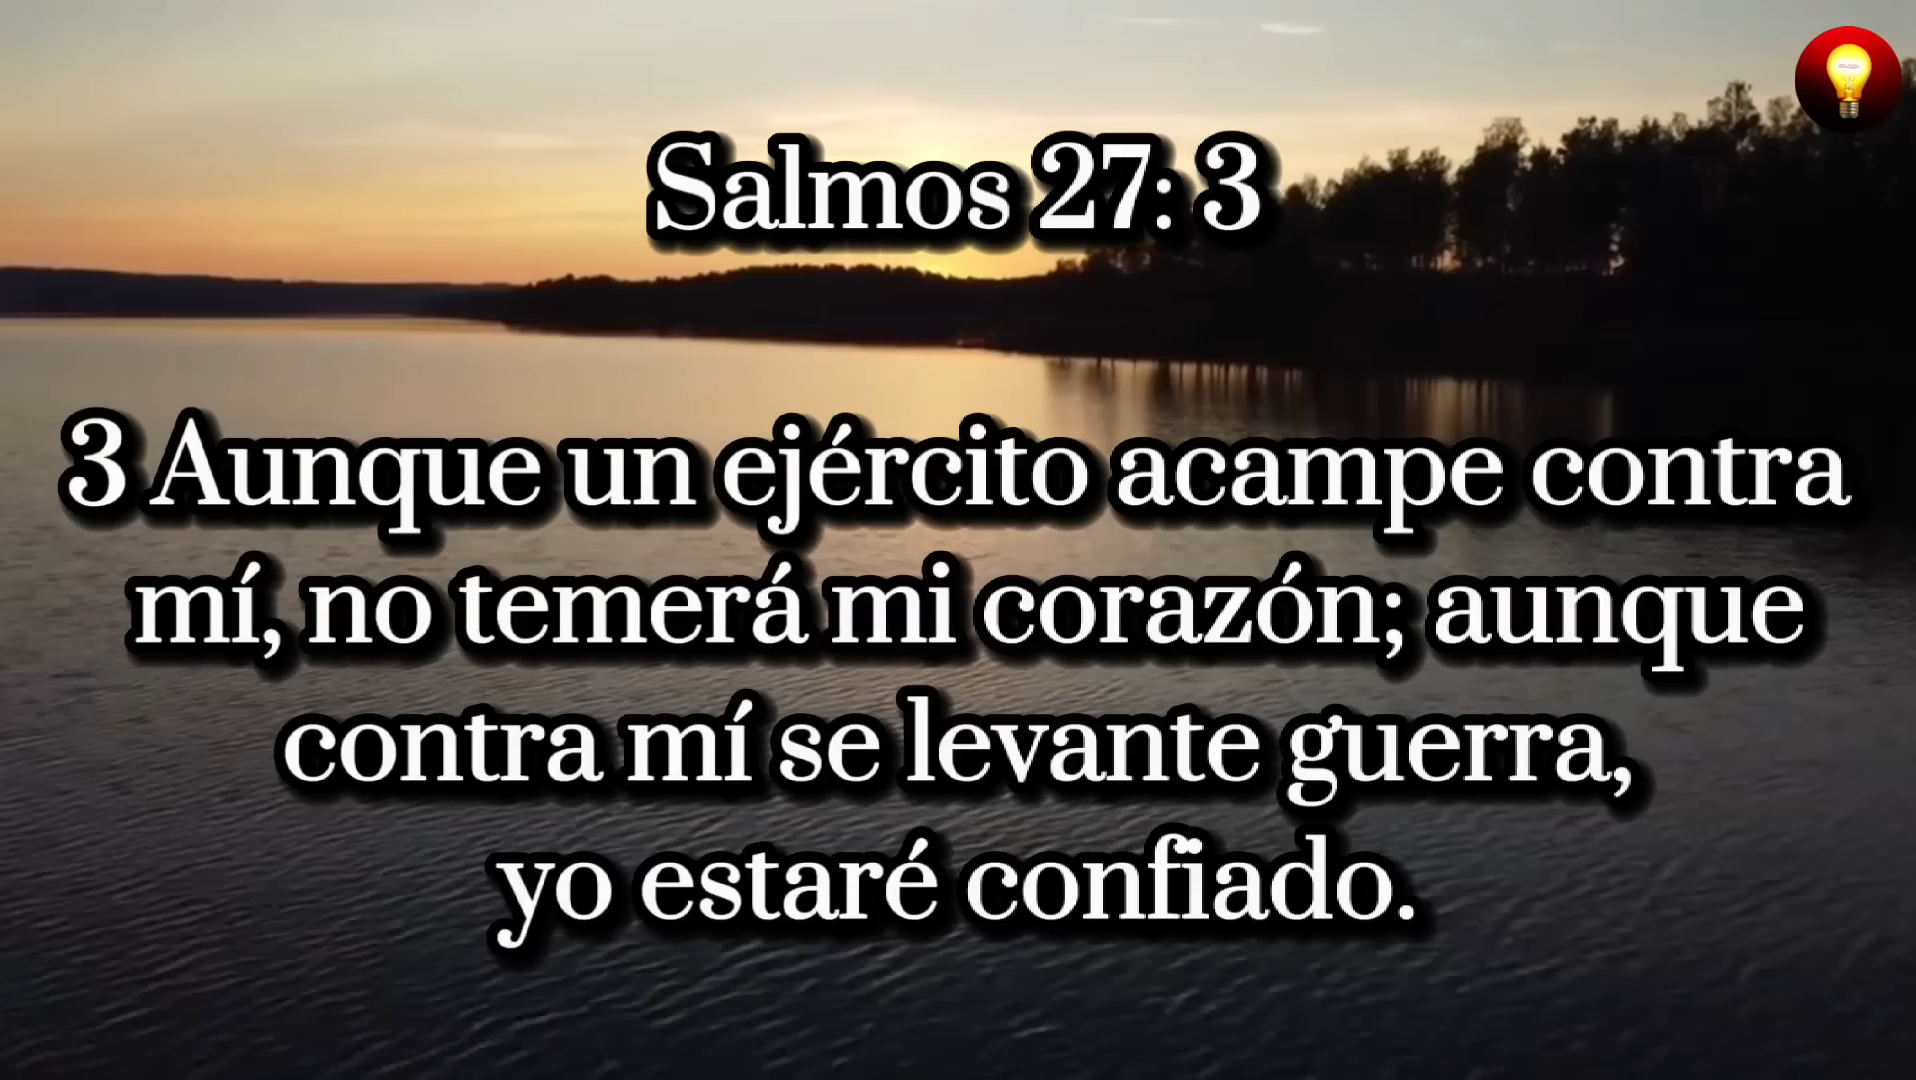 Salmos 27: 3
3 Aunque un ejército acampe contra
mí, no temerá mi corazón; aunque
contra mí se levante guerra,
yo estaré confiado.